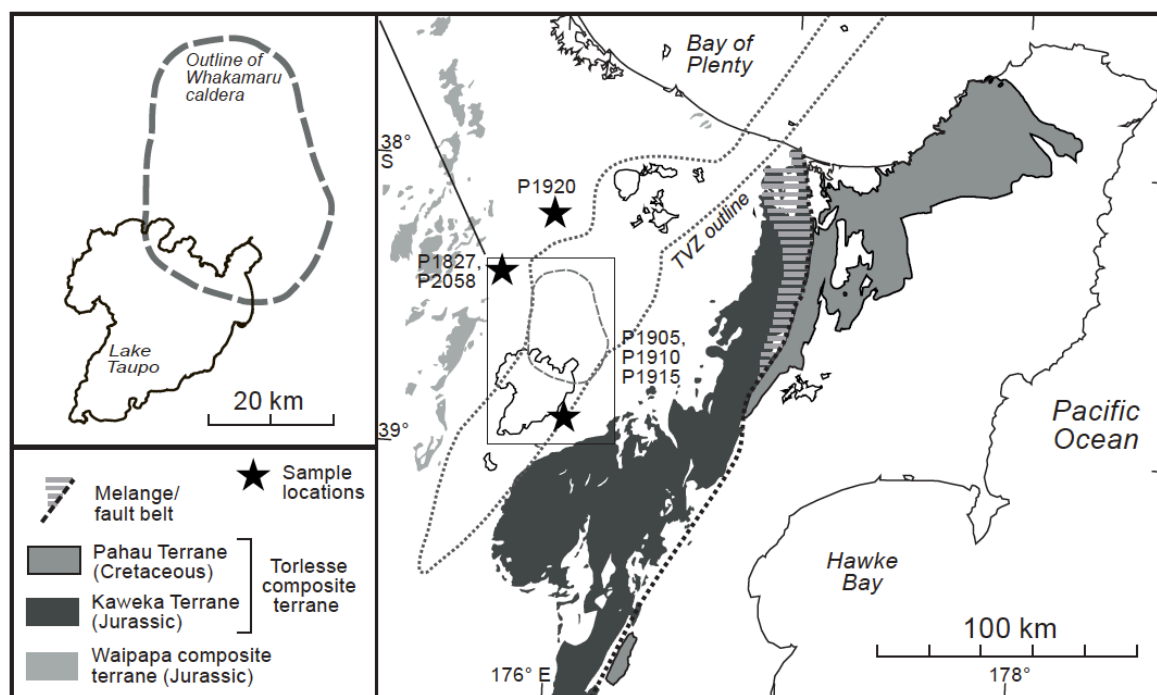 Outline of
Whakamaru
caldera
Lake
Taupo
20 km
Melange/
fault belt
Sample
locations
Pahau Terrane
(Cretaceous)
Kaweka Terrane
(Jurassic)
Torlesse
composite
terrane
Waipapa composite
terrane (Jurassic)
Bay of
Plenty
38°
S
P1920
TVZ outline
P1827,
P2058
P1905,
P1910
P1915
39°
Pacific
Ocean
Hawke
Bay
100 km
176° E
178°